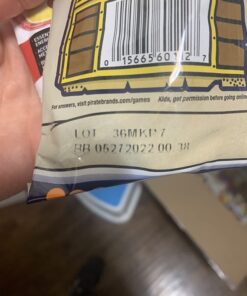 0 15665 60112 7
For answers, visit piratebrands.com/games
Kids, get permission before going online
LOT 36MKP7
BB 05272022 00 38